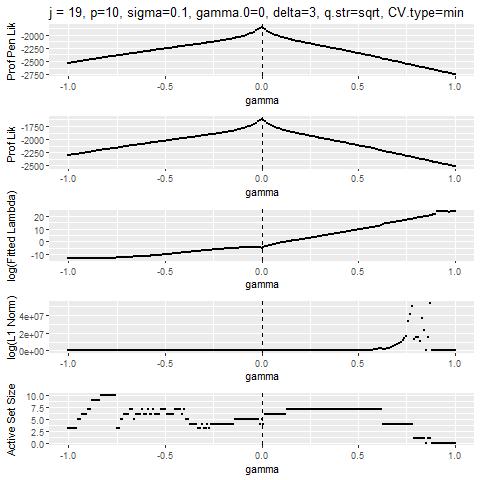 j = 19, p=10, sigma=0.1, gamma.0=0, delta=3, q.str=sqrt, CV.type=min
Prof Pen Lik
-2000
-2250
-2500
-2750
-1.0 -0.5 0.0 0.5 1.0
gamma
Prof Lik
-1750
-2000
-2250
-2500
-1.0 -0.5 0.0 0.5 1.0
gamma
log(Fitted Lambda)
20
10
0
-10
-1.0 -0.5 0.0 0.5 1.0
gamma
log(L1 Norm)
4e+07
2e+07
0e+00
-1.0 -0.5 0.0 0.5 1.0
gamma
Active Set Size
10.0
7.5
5.0
2.5
0.0
-1.0 -0.5 0.0 0.5 1.0
gamma